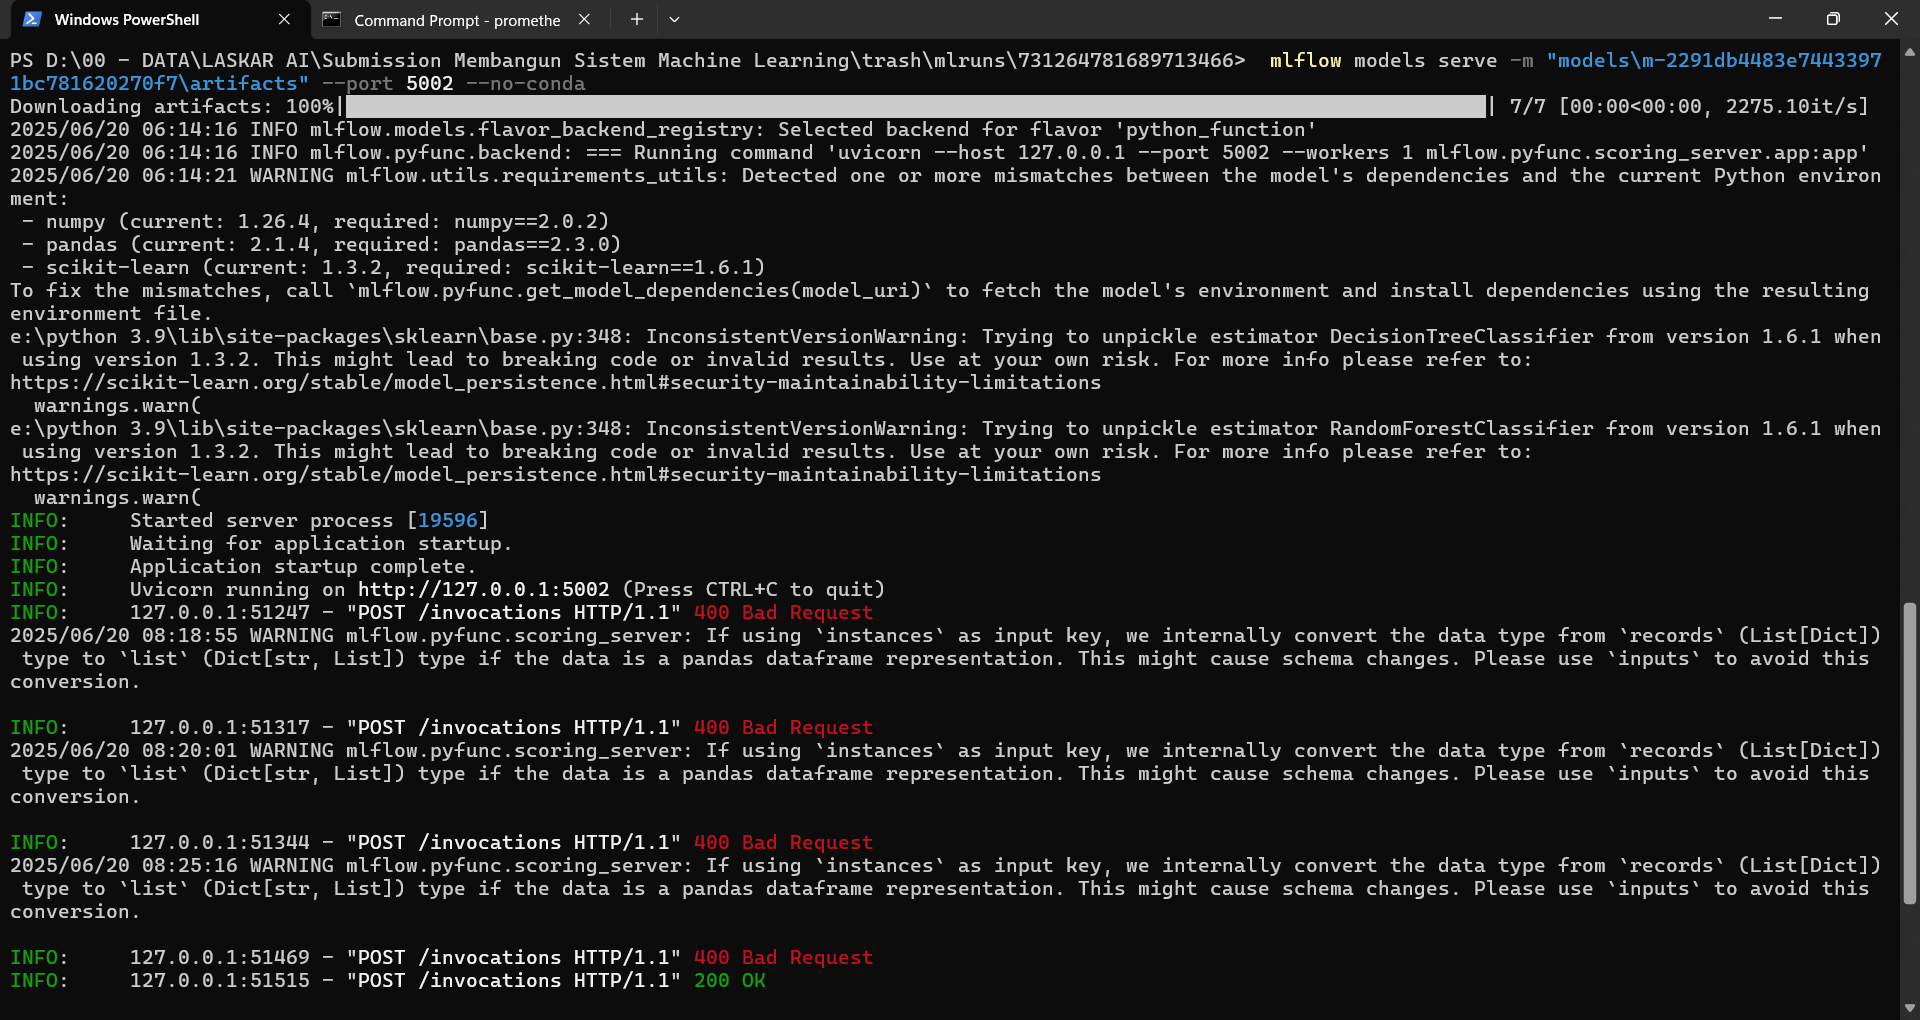 Windows PowerShell
Command Prompt - promethe
PS D:\00 - DATA\LASKAR AI\Submission Membangun Sistem Machine Learning\trash\mlruns\731264781689713466>  mlflow models serve -m "models\m-2291db4483e7443397
1bc781620270f7\artifacts" --port 5002 --no-conda
Downloading artifacts: 100%|                                                                                               | 7/7 [00:00<00:00, 2275.10it/s]
2025/06/20 06:14:16 INFO mlflow.models.flavor_backend_registry: Selected backend for flavor 'python_function'
2025/06/20 06:14:16 INFO mlflow.pyfunc.backend: === Running command 'uvicorn --host 127.0.0.1 --port 5002 --workers 1 mlflow.pyfunc.scoring_server.app:app'
2025/06/20 06:14:21 WARNING mlflow.utils.requirements_utils: Detected one or more mismatches between the model's dependencies and the current Python environ
ment:
 - numpy (current: 1.26.4, required: numpy==2.0.2)
 - pandas (current: 2.1.4, required: pandas==2.3.0)
 - scikit-learn (current: 1.3.2, required: scikit-learn==1.6.1)
To fix the mismatches, call `mlflow.pyfunc.get_model_dependencies(model_uri)` to fetch the model's environment and install dependencies using the resulting
environment file.
e:\python 3.9\lib\site-packages\sklearn\base.py:348: InconsistentVersionWarning: Trying to unpickle estimator DecisionTreeClassifier from version 1.6.1 when
 using version 1.3.2. This might lead to breaking code or invalid results. Use at your own risk. For more info please refer to:
https://scikit-learn.org/stable/model_persistence.html#security-maintainability-limitations
  warnings.warn(
e:\python 3.9\lib\site-packages\sklearn\base.py:348: InconsistentVersionWarning: Trying to unpickle estimator RandomForestClassifier from version 1.6.1 when
 using version 1.3.2. This might lead to breaking code or invalid results. Use at your own risk. For more info please refer to:
https://scikit-learn.org/stable/model_persistence.html#security-maintainability-limitations
  warnings.warn(
INFO:     Started server process [19596]
INFO:     Waiting for application startup.
INFO:     Application startup complete.
INFO:     Uvicorn running on http://127.0.0.1:5002 (Press CTRL+C to quit)
INFO:     127.0.0.1:51247 - "POST /invocations HTTP/1.1" 400 Bad Request
2025/06/20 08:18:55 WARNING mlflow.pyfunc.scoring_server: If using `instances` as input key, we internally convert the data type from `records` (List[Dict])
 type to `list` (Dict[str, List]) type if the data is a pandas dataframe representation. This might cause schema changes. Please use `inputs` to avoid this
conversion.
INFO:     127.0.0.1:51317 - "POST /invocations HTTP/1.1" 400 Bad Request
2025/06/20 08:20:01 WARNING mlflow.pyfunc.scoring_server: If using `instances` as input key, we internally convert the data type from `records` (List[Dict])
 type to `list` (Dict[str, List]) type if the data is a pandas dataframe representation. This might cause schema changes. Please use `inputs` to avoid this
conversion.
INFO:     127.0.0.1:51344 - "POST /invocations HTTP/1.1" 400 Bad Request
2025/06/20 08:25:16 WARNING mlflow.pyfunc.scoring_server: If using `instances` as input key, we internally convert the data type from `records` (List[Dict])
 type to `list` (Dict[str, List]) type if the data is a pandas dataframe representation. This might cause schema changes. Please use `inputs` to avoid this
conversion.
INFO:     127.0.0.1:51469 - "POST /invocations HTTP/1.1" 400 Bad Request
INFO:     127.0.0.1:51515 - "POST /invocations HTTP/1.1" 200 OK